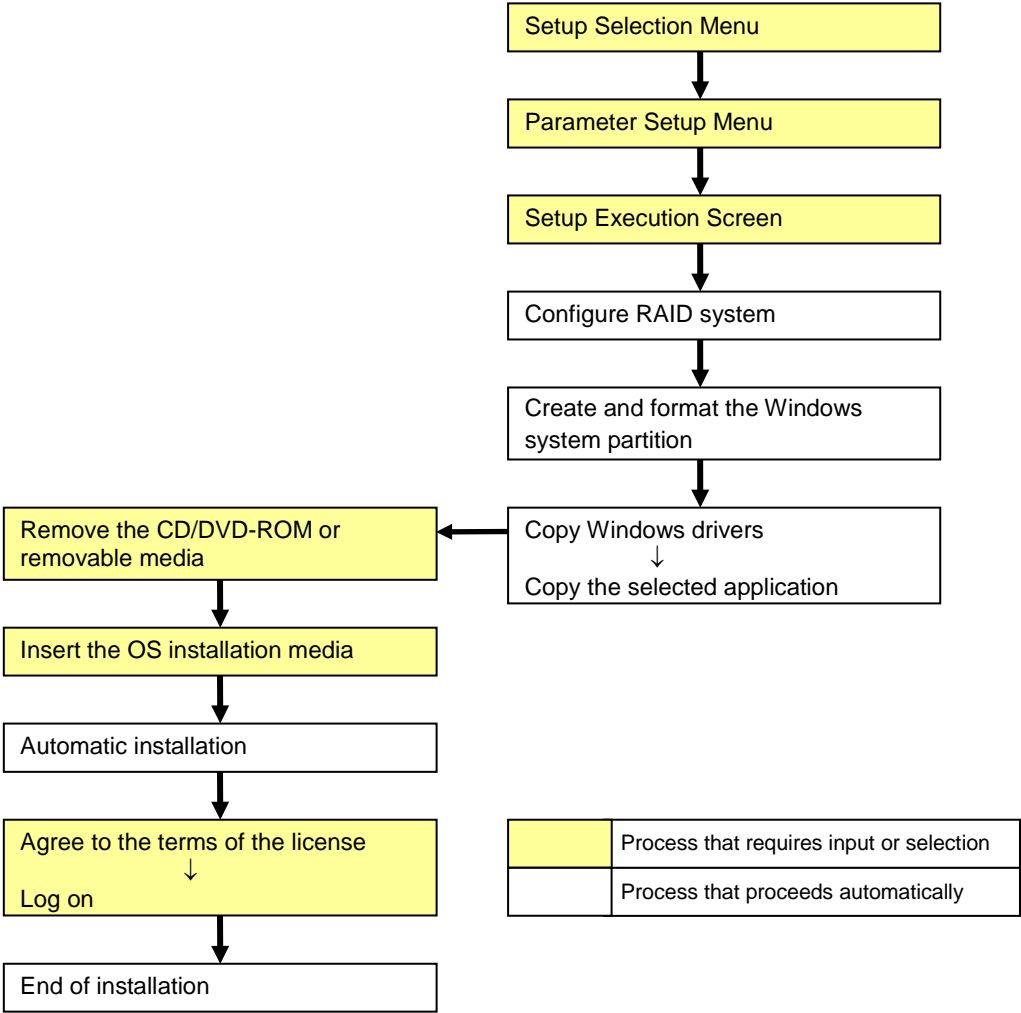 Setup Selection Menu
Parameter Setup Menu
Setup Execution Screen
Configure RAID system
Create and format the Windows
system partition
Copy Windows drivers
↓
Copy the selected application
Remove the CD/DVD-ROM or
removable media
Insert the OS installation media
Automatic installation
Agree to the terms of the license
↓
Log on
End of installation
Process that requires input or selection
Process that proceeds automatically